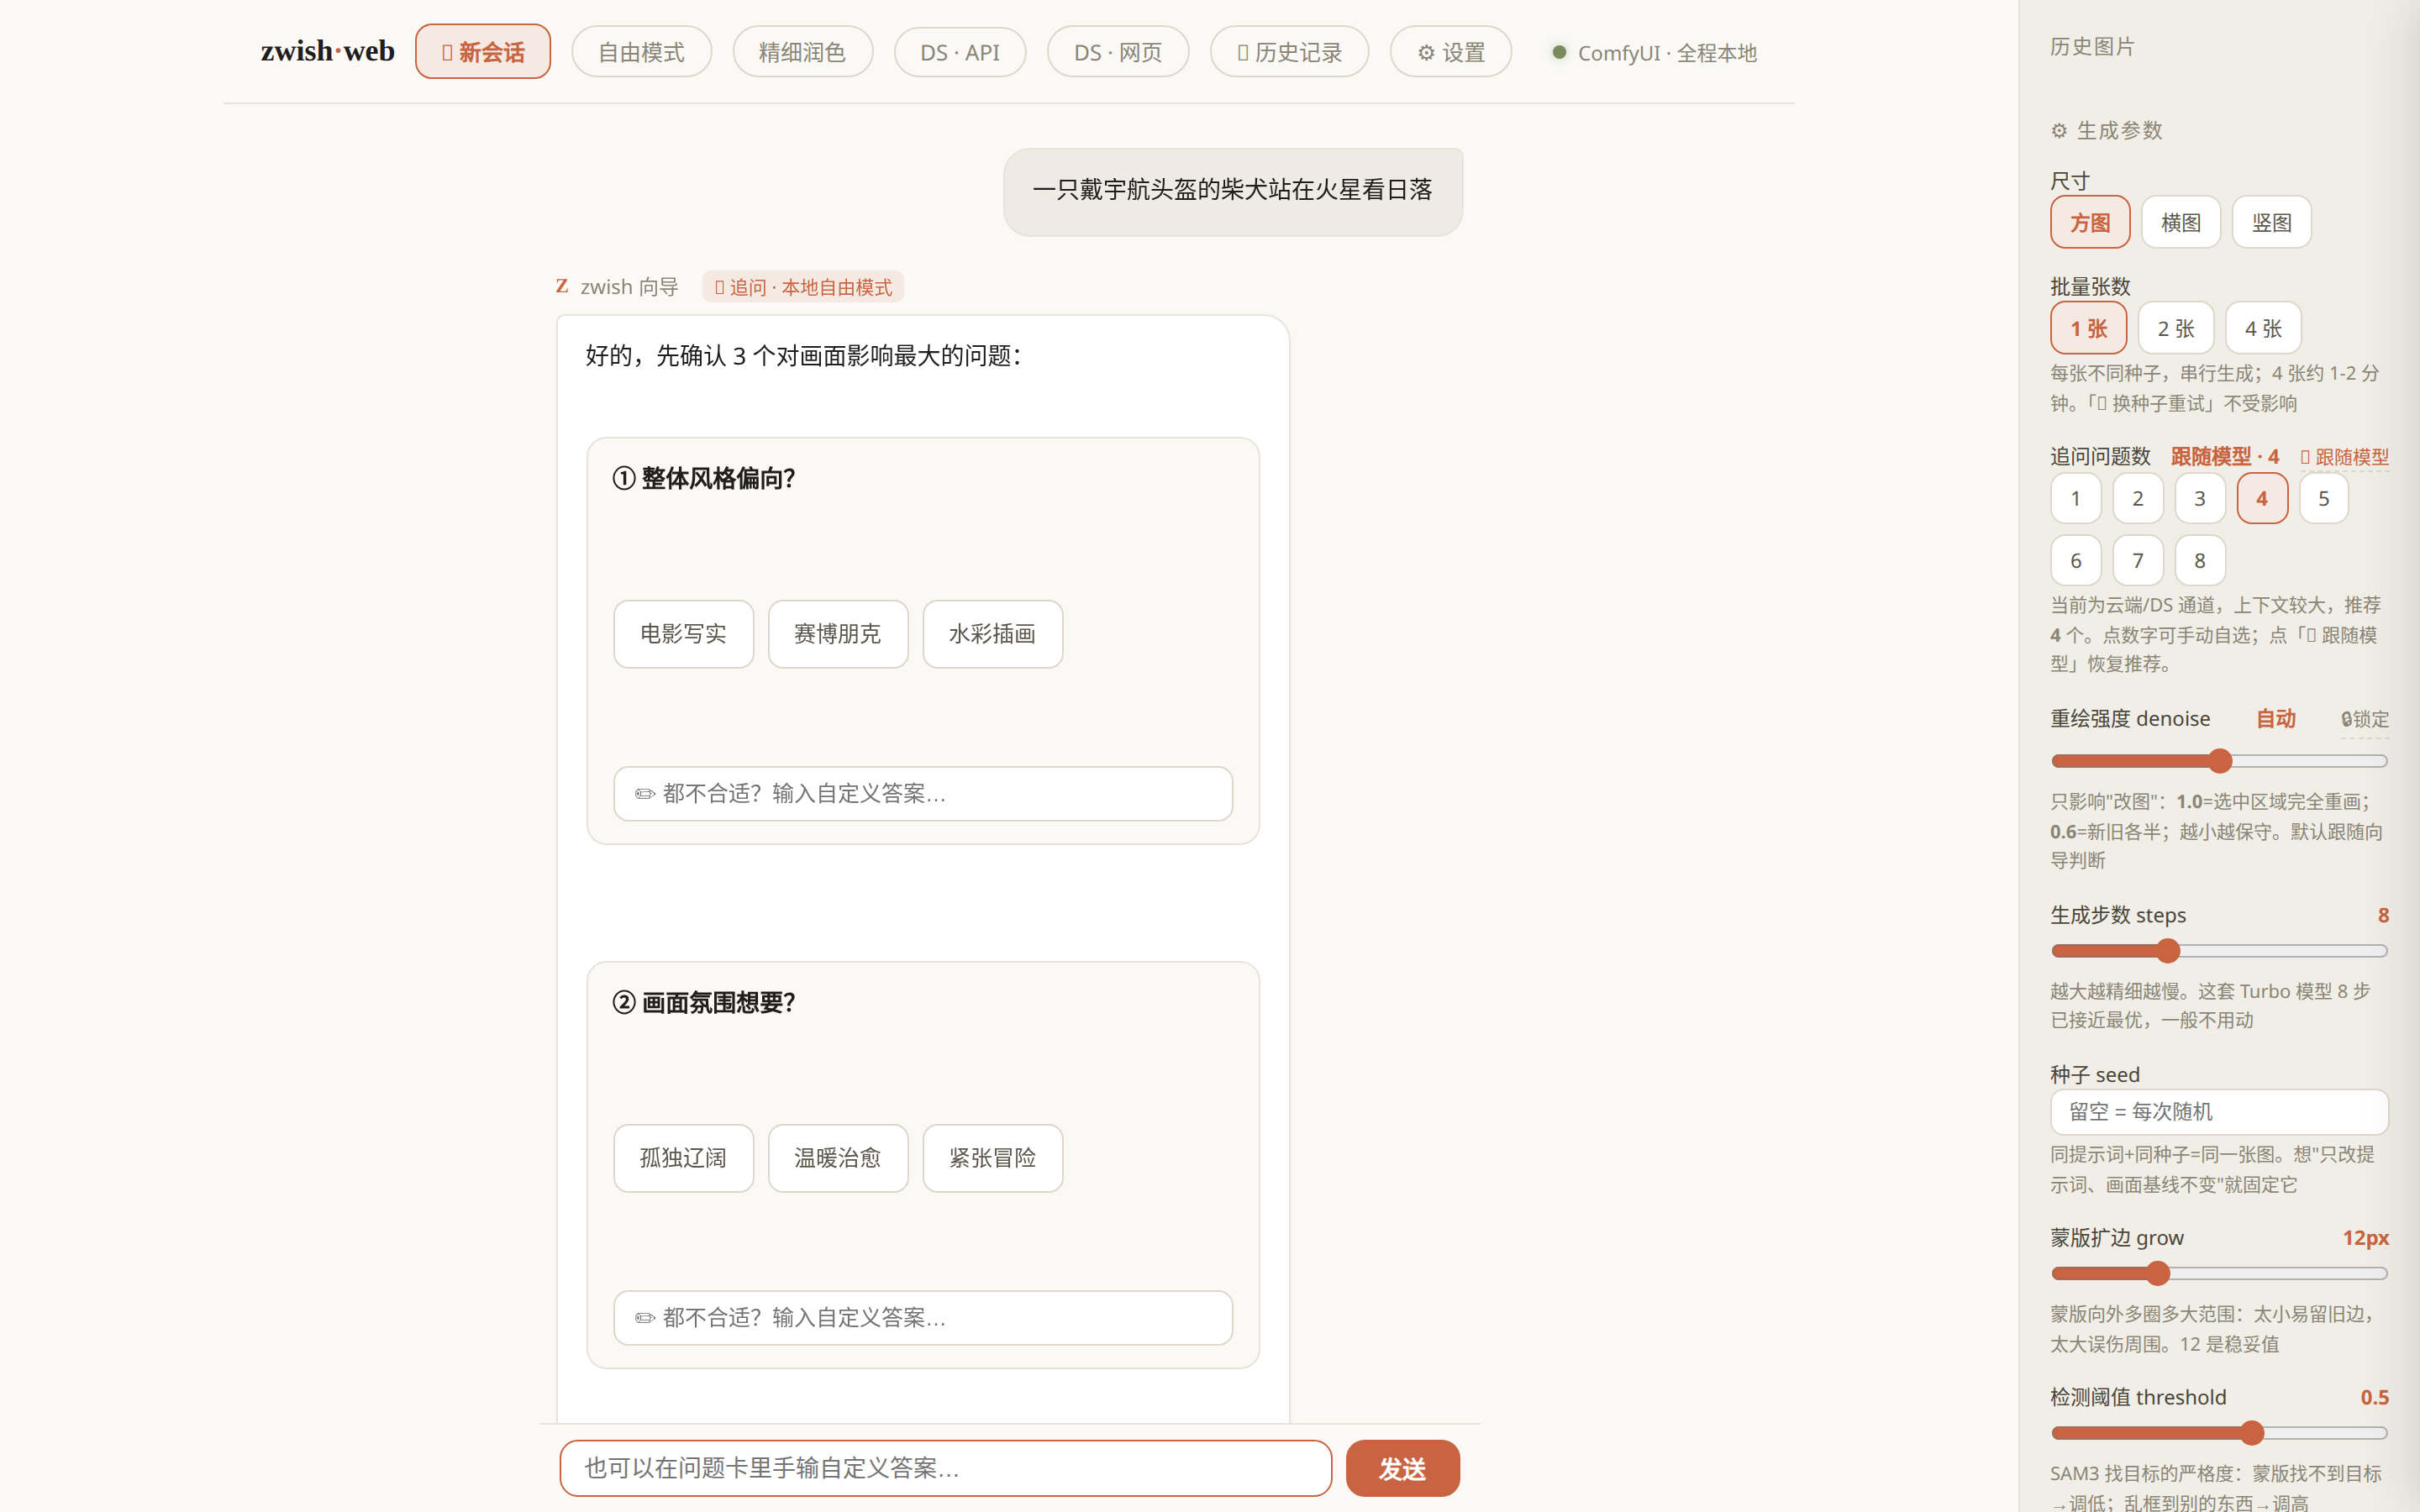 zwish·web
新会话
自由模式
精细润色
DS · API
DS · 网页
历史记录
⚙ 设置
ComfyUI · 全程本地
一只戴宇航头盔的柴犬站在火星看日落
Z zwish 向导
追问 · 本地自由模式
好的，先确认 3 个对画面影响最大的问题：
① 整体风格偏向？
电影写实
赛博朋克
水彩插画
✏ 都不合适？输入自定义答案…
② 画面氛围想要？
孤独辽阔
温暖治愈
紧张冒险
✏ 都不合适？输入自定义答案…
也可以在问题卡里手输自定义答案…
发送
历史图片
⚙ 生成参数
尺寸
方图
横图
竖图
批量张数
1 张
2 张
4 张
每张不同种子，串行生成；4 张约 1-2 分
钟。「 换种子重试」不受影响
追问问题数 跟随模型 · 4 跟随模型
1
2
3
4
5
6
7
8
当前为云端/DS 通道，上下文较大，推荐
4 个。点数字可手动自选；点「 跟随模
型」恢复推荐。
重绘强度 denoise 自动 🔒锁定
只影响"改图"：1.0=选中区域完全重画；
0.6=新旧各半；越小越保守。默认跟随向
导判断
生成步数 steps 8
越大越精细越慢。这套 Turbo 模型 8 步
已接近最优，一般不用动
种子 seed
留空 = 每次随机
同提示词+同种子=同一张图。想"只改提
示词、画面基线不变"就固定它
蒙版扩边 grow 12px
蒙版向外多圈多大范围：太小易留旧边，
太大误伤周围。12 是稳妥值
检测阈值 threshold 0.5
SAM3 找目标的严格度：蒙版找不到目标
→调低；乱框到别的东西→调高